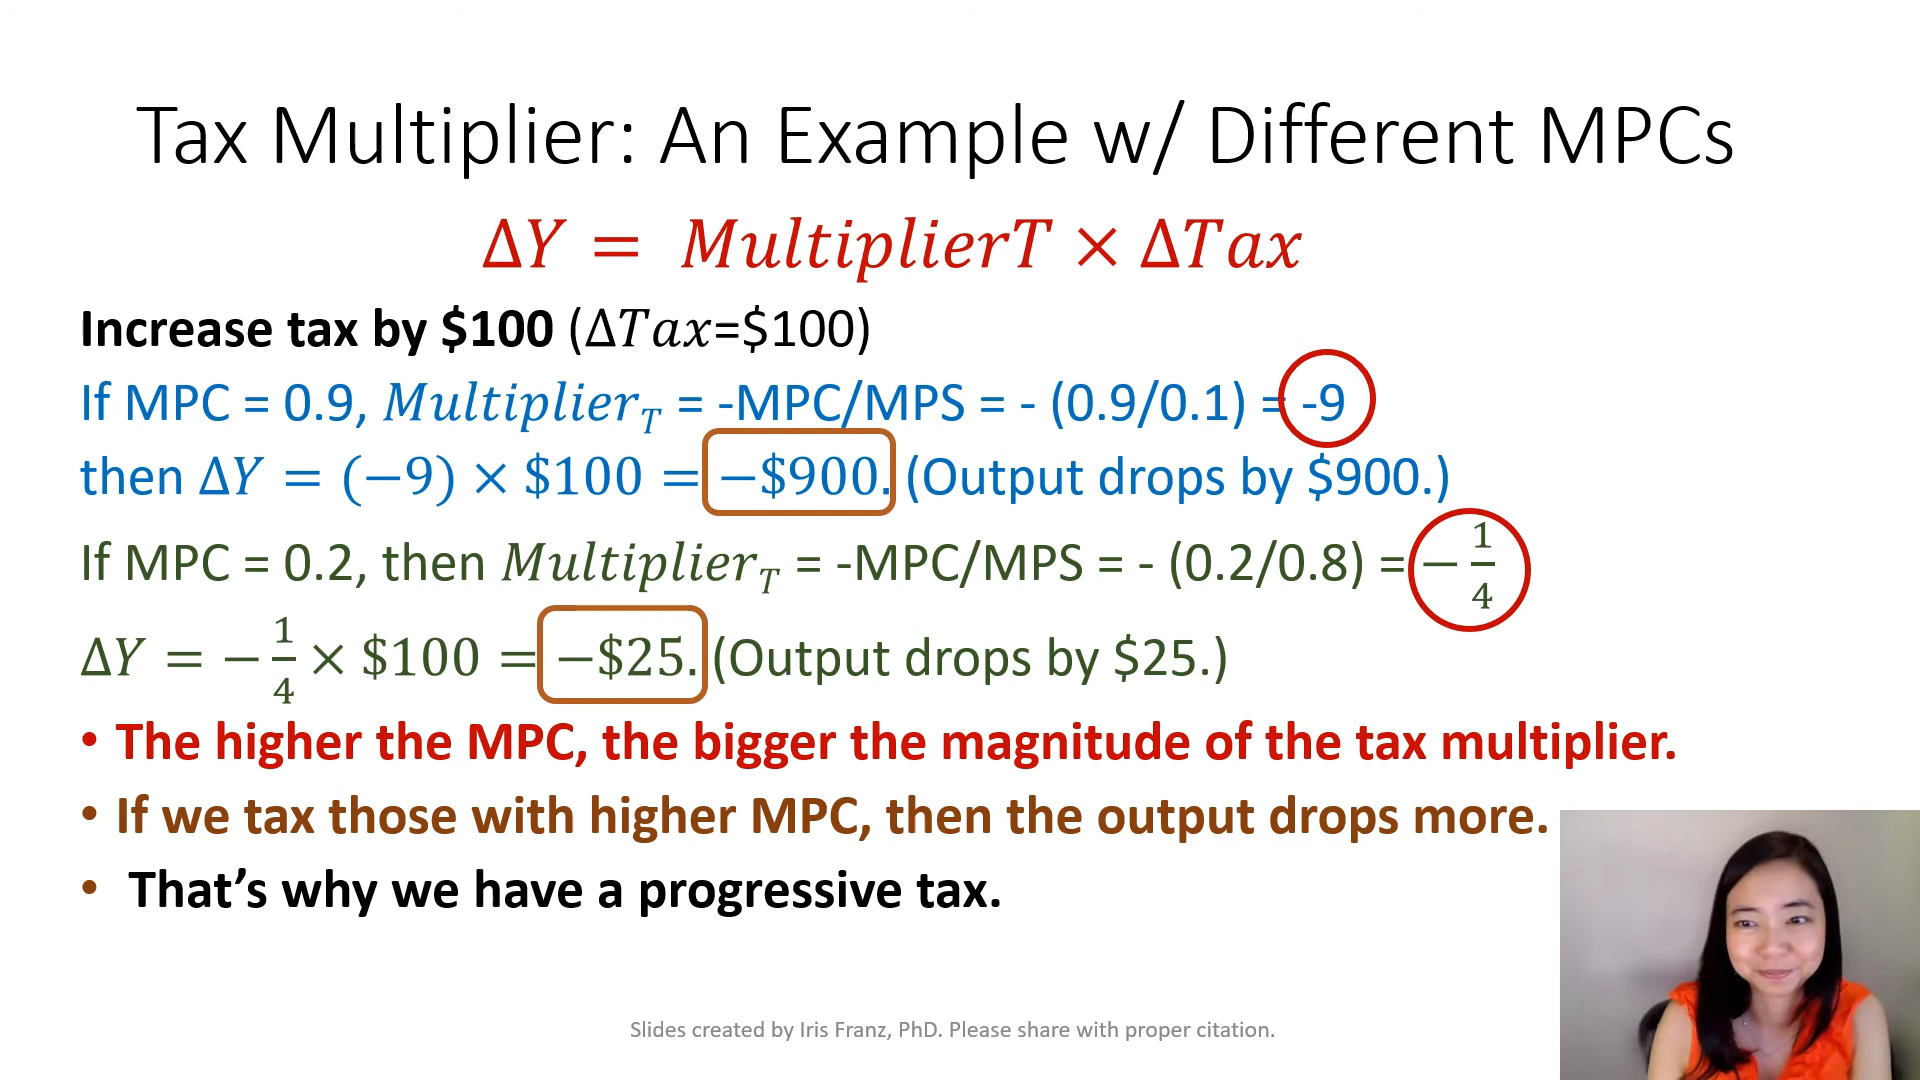 Tax Multiplier: An Example w/ Different MPCs
ΔY = MultiplierT × ΔTax
Increase tax by $100 (ΔTax=$100)
If MPC = 0.9, Multiplier_T = -MPC/MPS = - (0.9/0.1) = -9
then ΔY = (−9) × $100 = −$900. (Output drops by $900.)
If MPC = 0.2, then Multiplier_T = -MPC/MPS = - (0.2/0.8) = − 1/4
ΔY = − 1/4 × $100 = −$25. (Output drops by $25.)
• The higher the MPC, the bigger the magnitude of the tax multiplier.
• If we tax those with higher MPC, then the output drops more.
• That’s why we have a progressive tax.
Slides created by Iris Franz, PhD. Please share with proper citation.